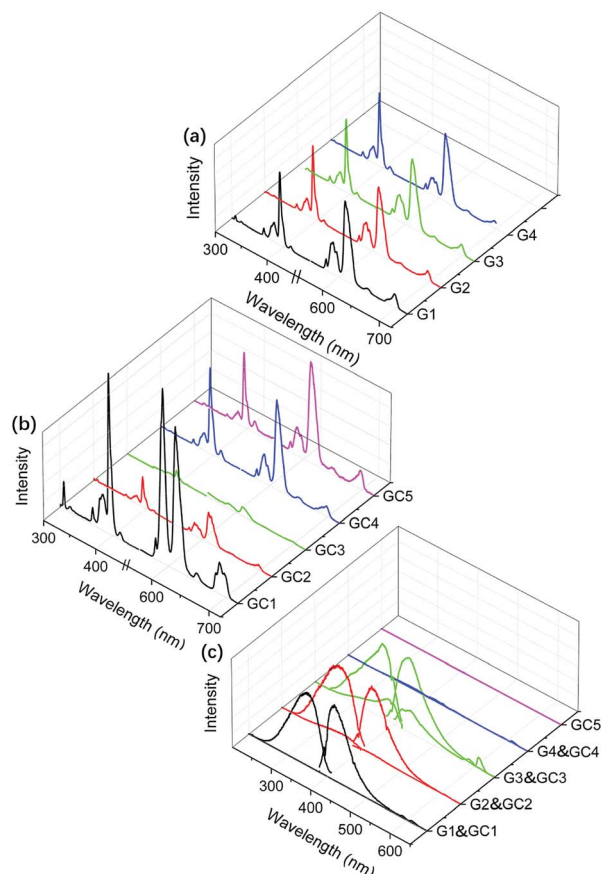 (a)
Intensity
300
400
//
600
700
Wavelength (nm)
G1
G2
G3
G4
(b)
Intensity
300
400
//
600
700
Wavelength (nm)
GC1
GC2
GC3
GC4
GC5
(c)
Intensity
300
400
500
600
Wavelength (nm)
G1&GC1
G2&GC2
G3&GC3
G4&GC4
GC5